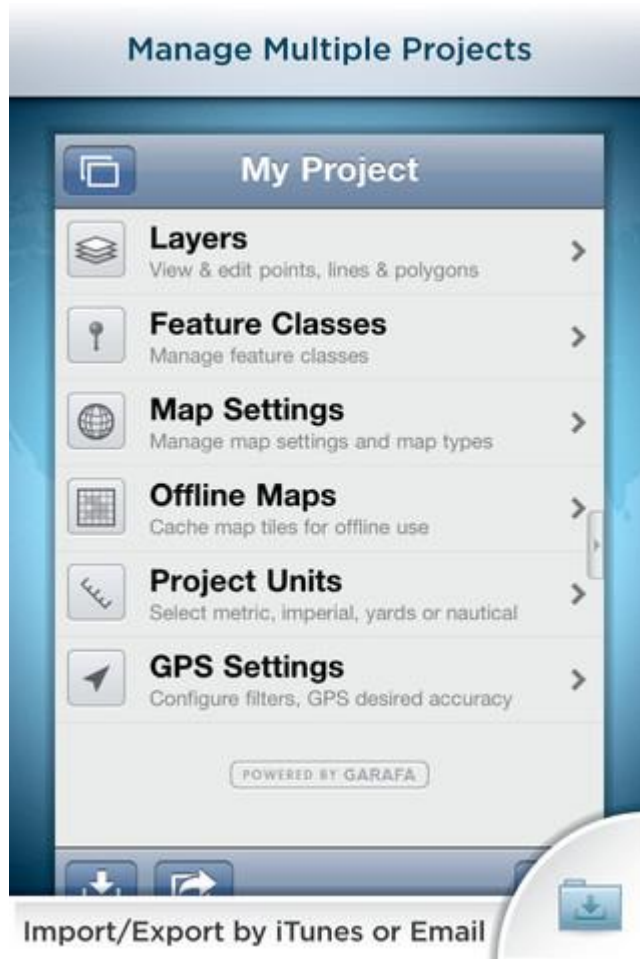 Manage Multiple Projects
My Project
Layers
View & edit points, lines & polygons
Feature Classes
Manage feature classes
Map Settings
Manage map settings and map types
Offline Maps
Cache map tiles for offline use
Project Units
Select metric, imperial, yards or nautical
GPS Settings
Configure filters, GPS desired accuracy
POWERED BY GARAFA
Import/Export by iTunes or Email